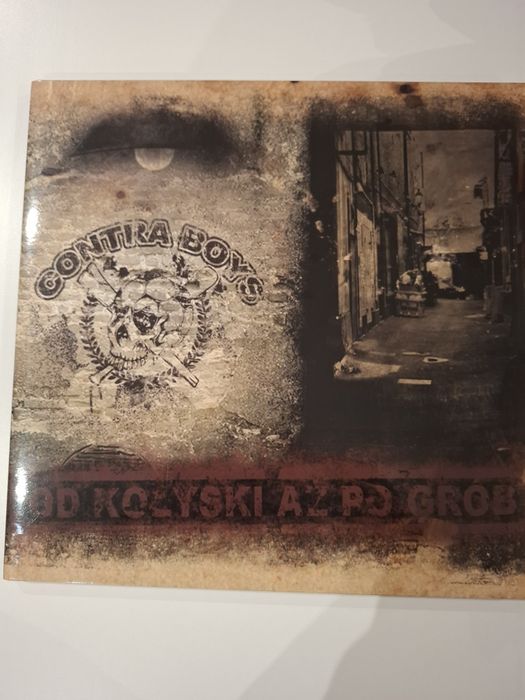 CONTRA BOYS
OD KOŁYSKI AŻ PO GRÓB